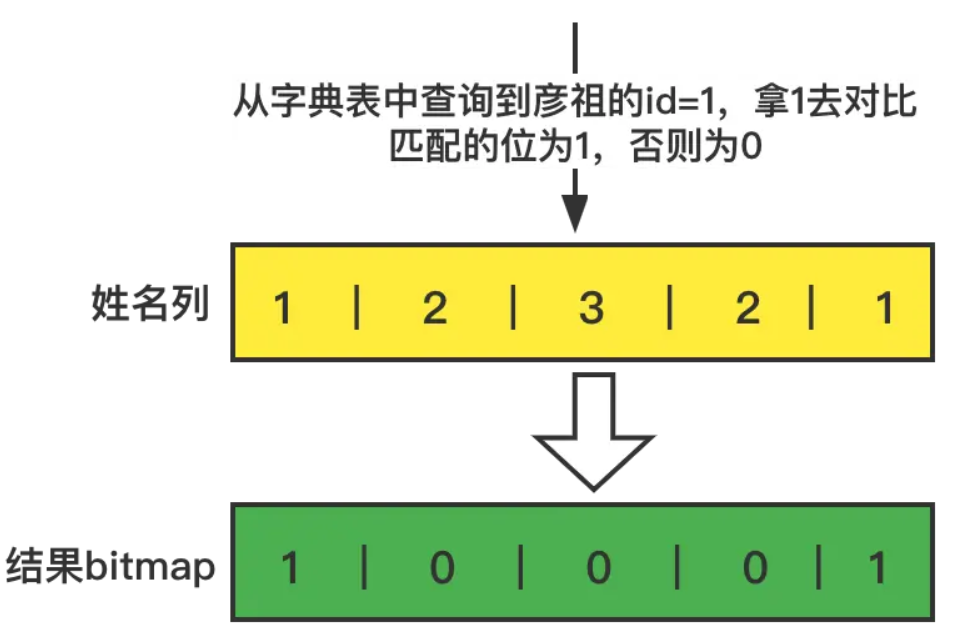 从字典表中查询到彦祖的id=1，拿1去对比
匹配的位为1，否则为0
姓名列 1 | 2 | 3 | 2 | 1
结果bitmap 1 | 0 | 0 | 0 | 1